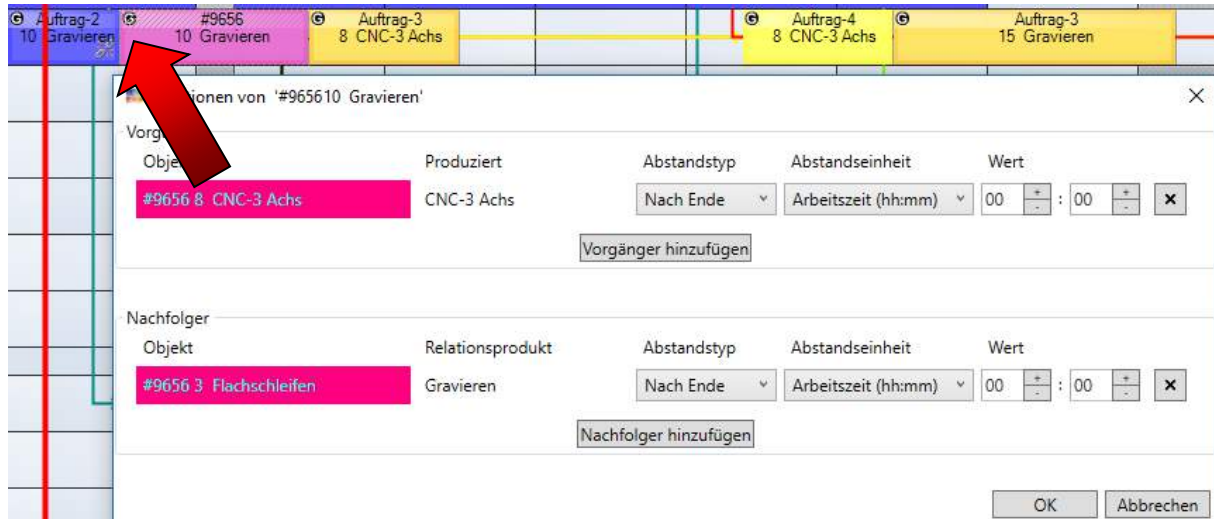 G Auftrag-2 G #9656 G Auftrag-3 G Auftrag-4 G Auftrag-3
10 Gravieren 10 Gravieren 8 CNC-3 Achs 8 CNC-3 Achs 15 Gravieren
von '#965610 Gravieren' ×
Objekt Produziert Abstandstyp Abstandseinheit Wert
#9656 8 CNC-3 Achs CNC-3 Achs Nach Ende Arbeitszeit (hh:mm) 00 + - : 00 + - x
Vorgänger hinzufügen
Nachfolger
Objekt Relationsprodukt Abstandstyp Abstandseinheit Wert
#9656 3 Flachschleifen Gravieren Nach Ende Arbeitszeit (hh:mm) 00 + - : 00 + - x
Nachfolger hinzufügen
OK Abbrechen